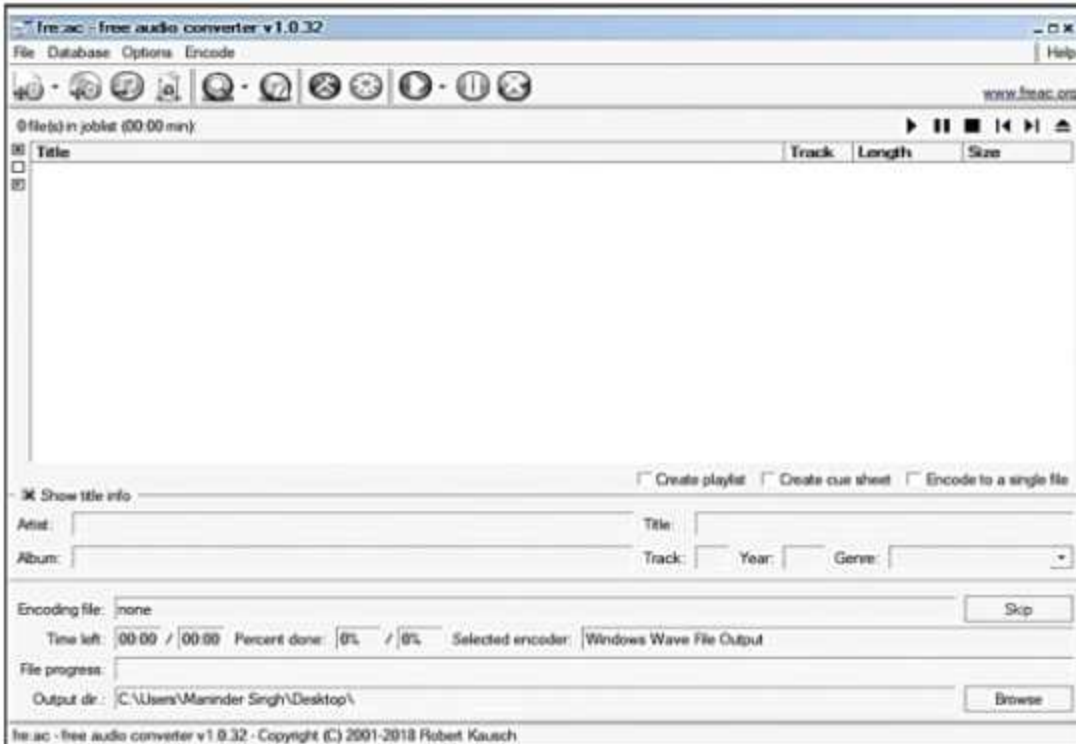 fre:ac - free audio converter v1.0.32
File Database Options Encode Help
www.freac.org
0 file(s) in joblist (00:00 min):
Title Track Length Size
Create playlist Create cue sheet Encode to a single file
Show title info
Artist: Title:
Album: Track: Year: Genre:
Encoding file: none Skip
Time left: 00:00 / 00:00 Percent done: 0% / 0% Selected encoder: Windows Wave File Output
File progress:
Output dir.: C:\Users\Maninder Singh\Desktop\ Browse
fre:ac - free audio converter v1.0.32 - Copyright (C) 2001-2018 Robert Kausch